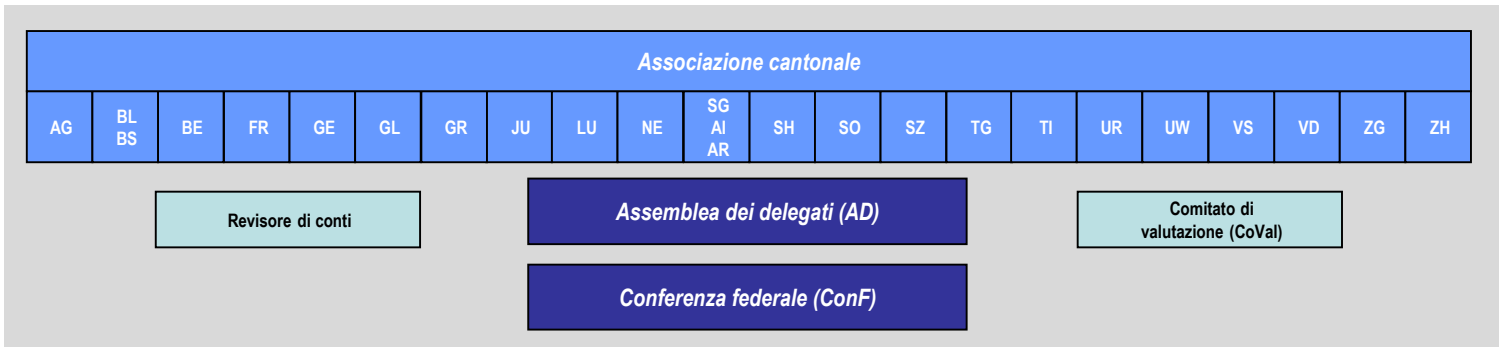 Associazione cantonale
AG
BL
BS
BE
FR
GE
GL
GR
JU
LU
NE
SG
AI
AR
SH
SO
SZ
TG
TI
UR
UW
VS
VD
ZG
ZH
Revisore di conti
Assemblea dei delegati (AD)
Comitato di
valutazione (CoVal)
Conferenza federale (ConF)